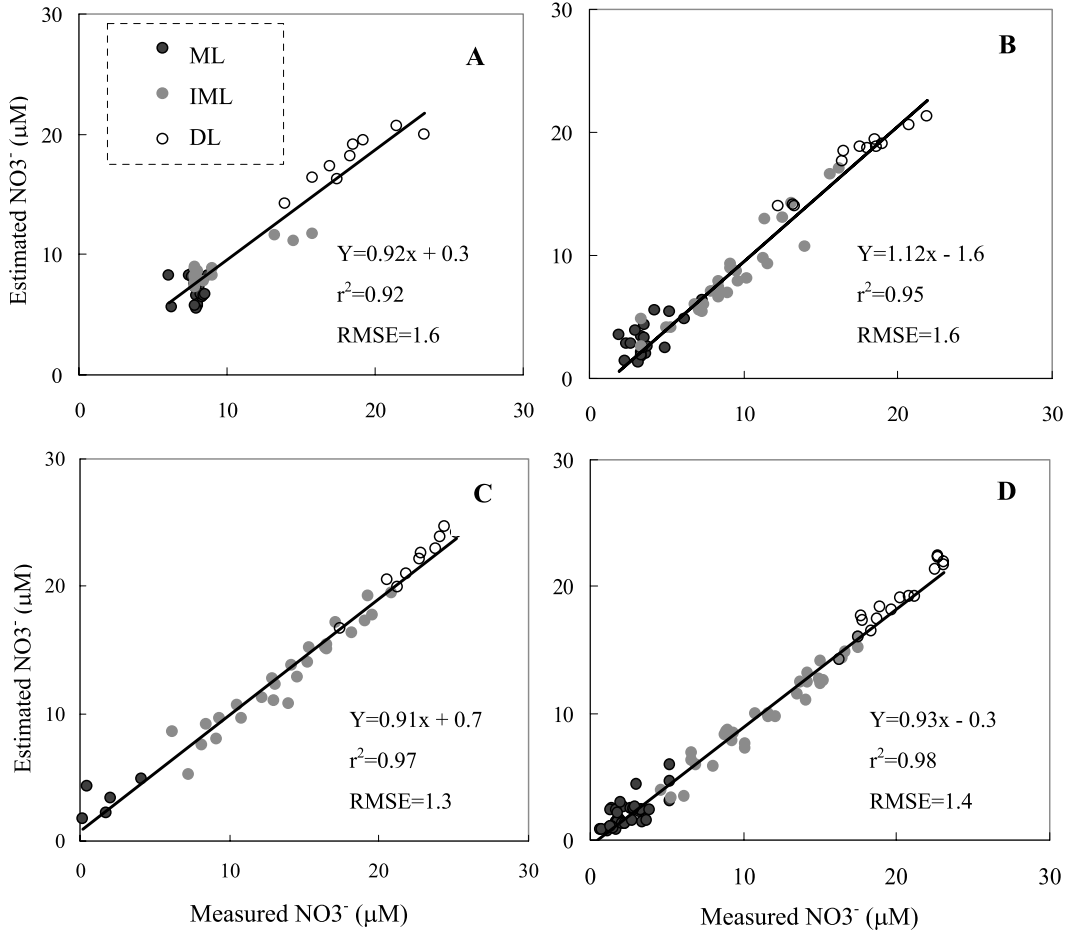 30
20
10
0
0 10 20 30
Estimated NO3⁻ (μM)
ML
IML
DL
A
Y=0.92x + 0.3
r²=0.92
RMSE=1.6
30
20
10
0
0 10 20 30
B
Y=1.12x - 1.6
r²=0.95
RMSE=1.6
30
20
10
0
0 10 20 30
Estimated NO3⁻ (μM)
Measured NO3⁻ (μM)
C
Y=0.91x + 0.7
r²=0.97
RMSE=1.3
30
20
10
0
0 10 20 30
Measured NO3⁻ (μM)
D
Y=0.93x - 0.3
r²=0.98
RMSE=1.4